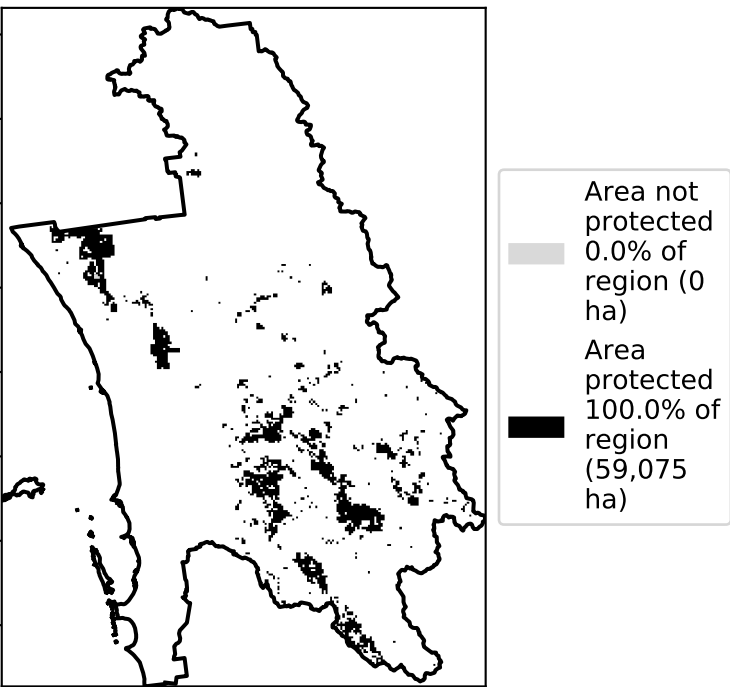 Area not
protected
0.0% of
region (0
ha)
Area
protected
100.0% of
region
(59,075
ha)